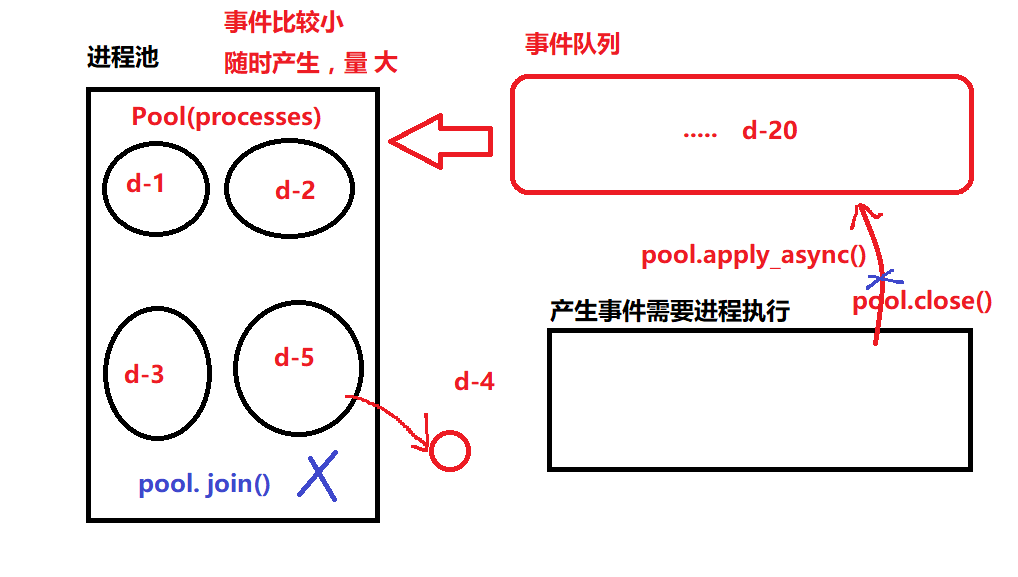 事件比较小
随时产生，量 大
进程池
事件队列
Pool(processes)
..... d-20
d-1
d-2
pool.apply_async()
pool.close()
产生事件需要进程执行
d-3
d-5
d-4
pool. join()